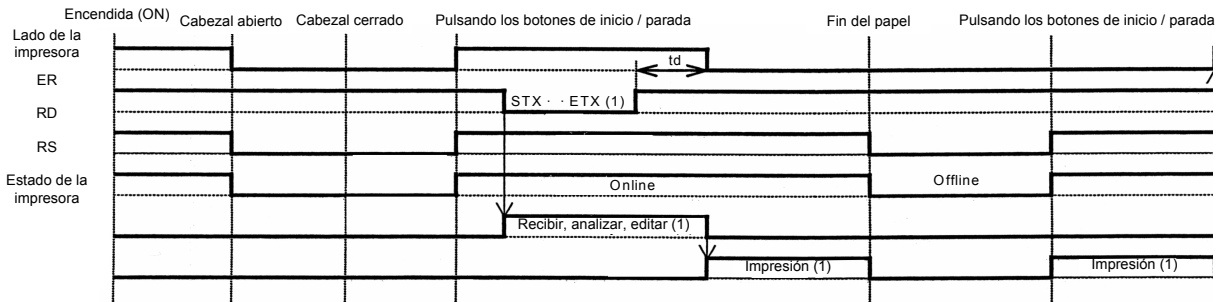 Encendida (ON)
Cabezal abierto
Cabezal cerrado
Pulsando los botones de inicio / parada
Fin del papel
Pulsando los botones de inicio / parada
Lado de la
impresora
td
ER
STX · · ETX (1)
RD
RS
Estado de la
impresora
Online
Offline
Recibir, analizar, editar (1)
Impresión (1)
Impresión (1)